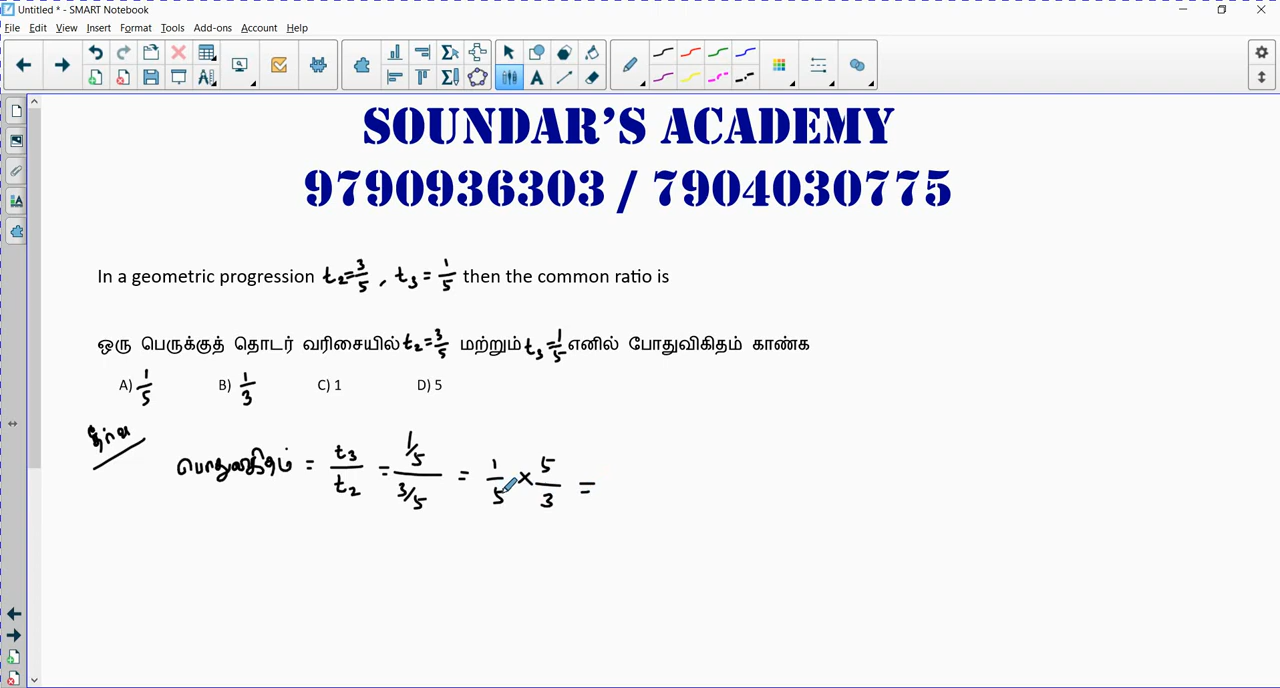 Untitled * - SMART Notebook
File Edit View Insert Format Tools Add-ons Account Help
SOUNDAR'S ACADEMY
9790936303 / 7904030775
In a geometric progression t₂=3/5 , t₃ = 1/5 then the common ratio is
ஒரு பெருக்குத் தொடர் வரிசையில் t₂=3/5 மற்றும் t₃=1/5 எனில் போதுவிகிதம் காண்க
A) 1/5 B) 1/3 C) 1 D) 5
= t₃/t₂ = (1/5)/(3/5) = 1/5 × 5/3 =